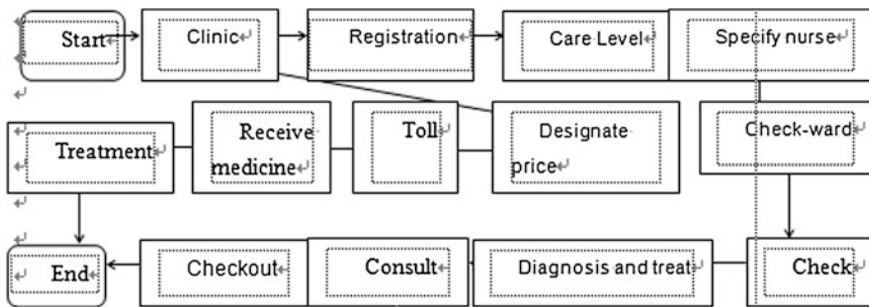 Start
Clinic
Registration
Care Level
Specify nurse
Treatment
Receive
medicine
Toll
Designate
price
Check-ward
End
Checkout
Consult
Diagnosis and treat
Check